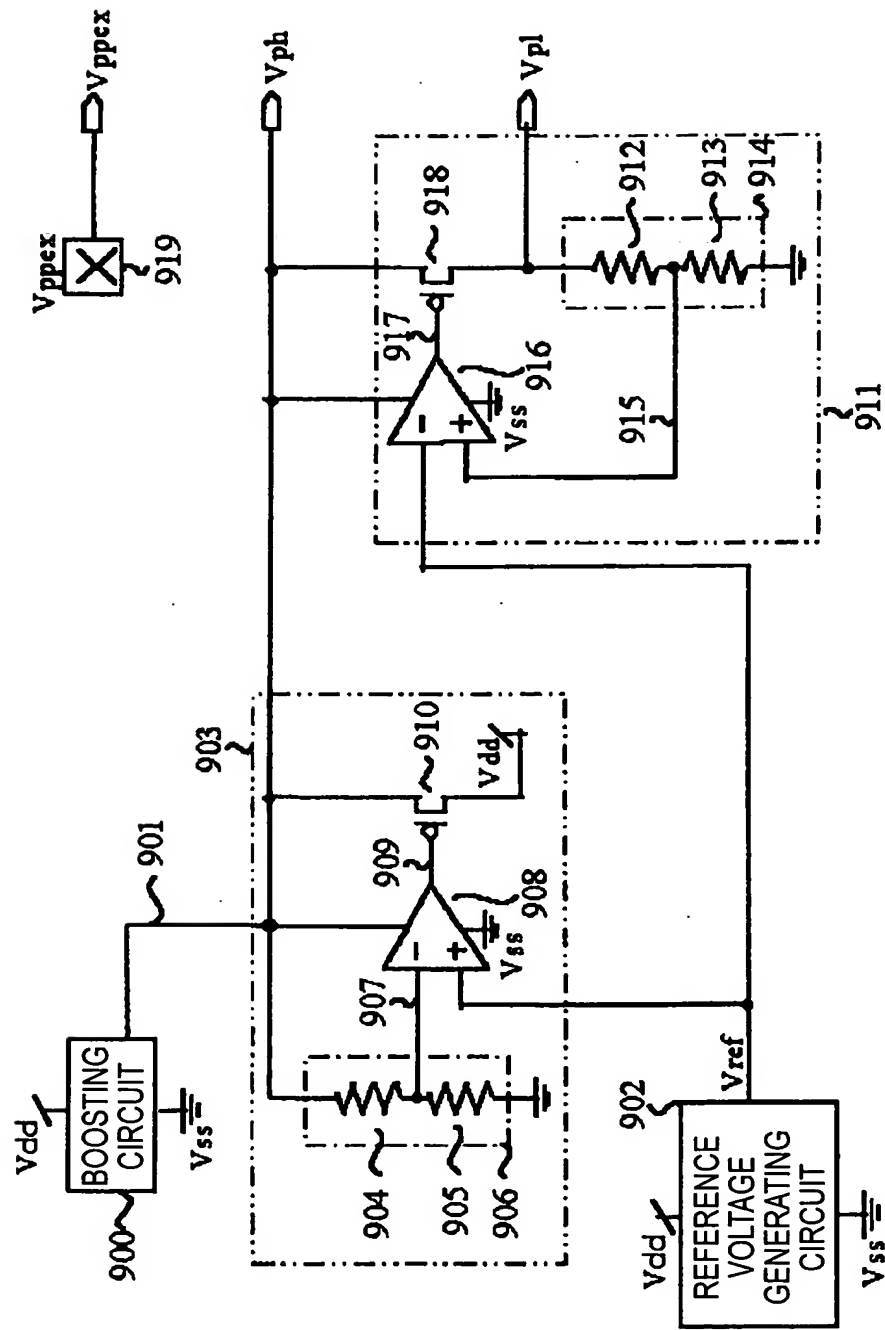 Vppex
919
Vppex
Vdd
BOOSTING
CIRCUIT
900
Vss
901
903
Vph
904
905
906
907
−
+
908
Vss
909
910
Vdd
−
+
916
Vss
917
918
Vpl
912
913
914
915
911
902
Vref
Vdd
REFERENCE
VOLTAGE
GENERATING
CIRCUIT
Vss